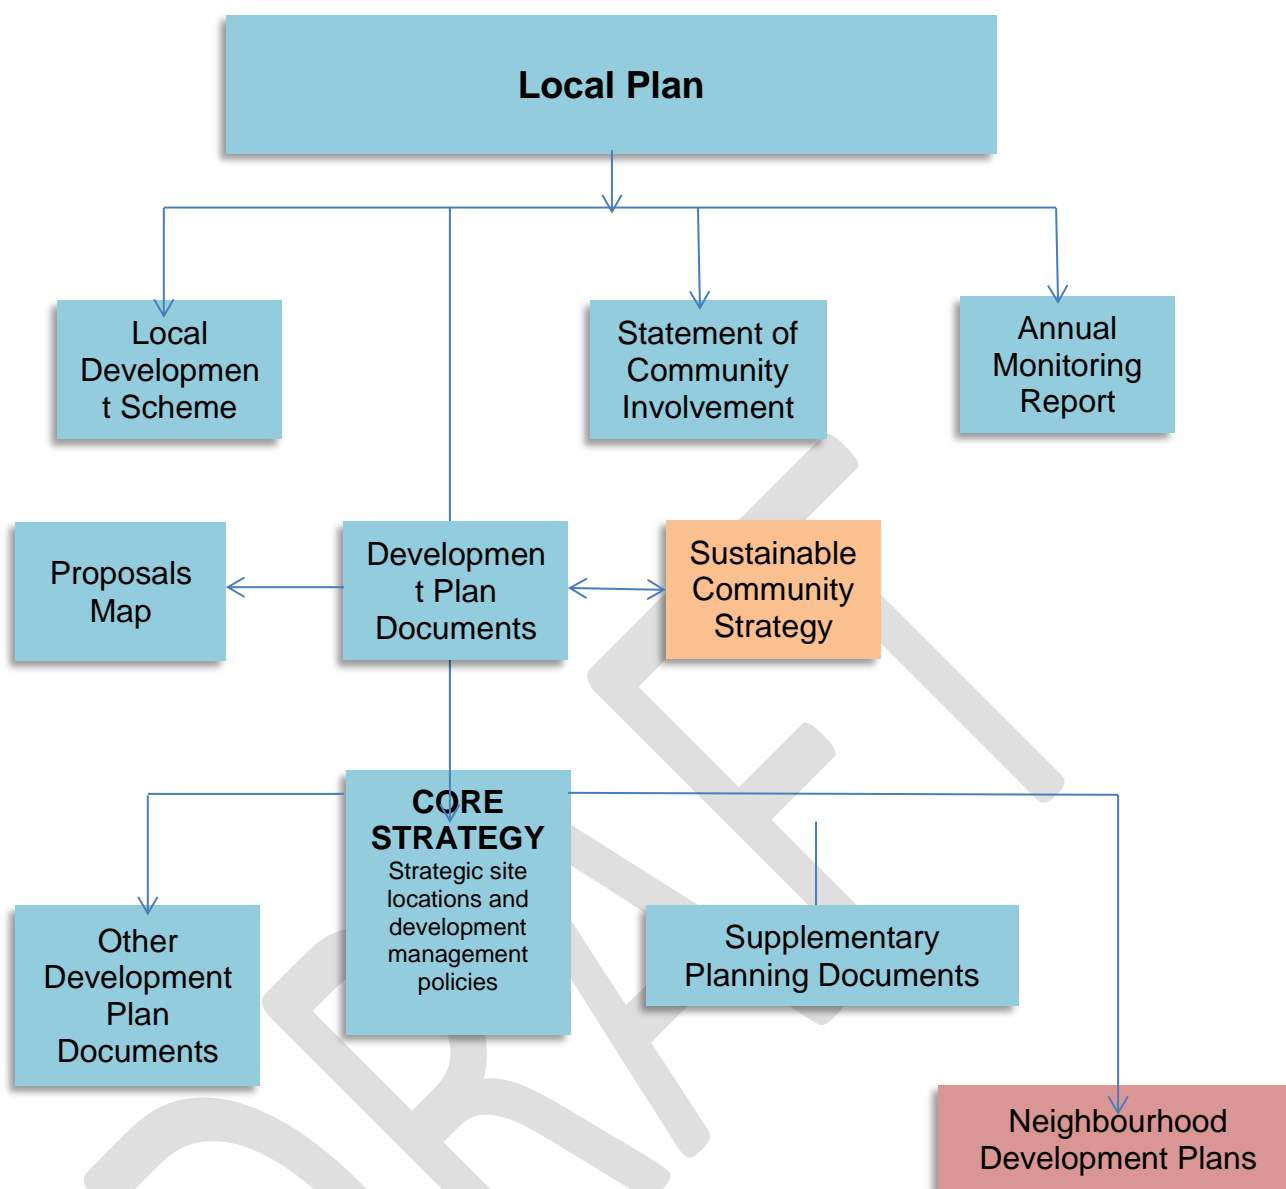 Local Plan
Local
Developmen
t Scheme
Statement of
Community
Involvement
Annual
Monitoring
Report
Proposals
Map
Developmen
t Plan
Documents
Sustainable
Community
Strategy
CORE
STRATEGY
Strategic site
locations and
development
management
policies
Other
Development
Plan
Documents
Supplementary
Planning Documents
Neighbourhood
Development Plans
DRAFT